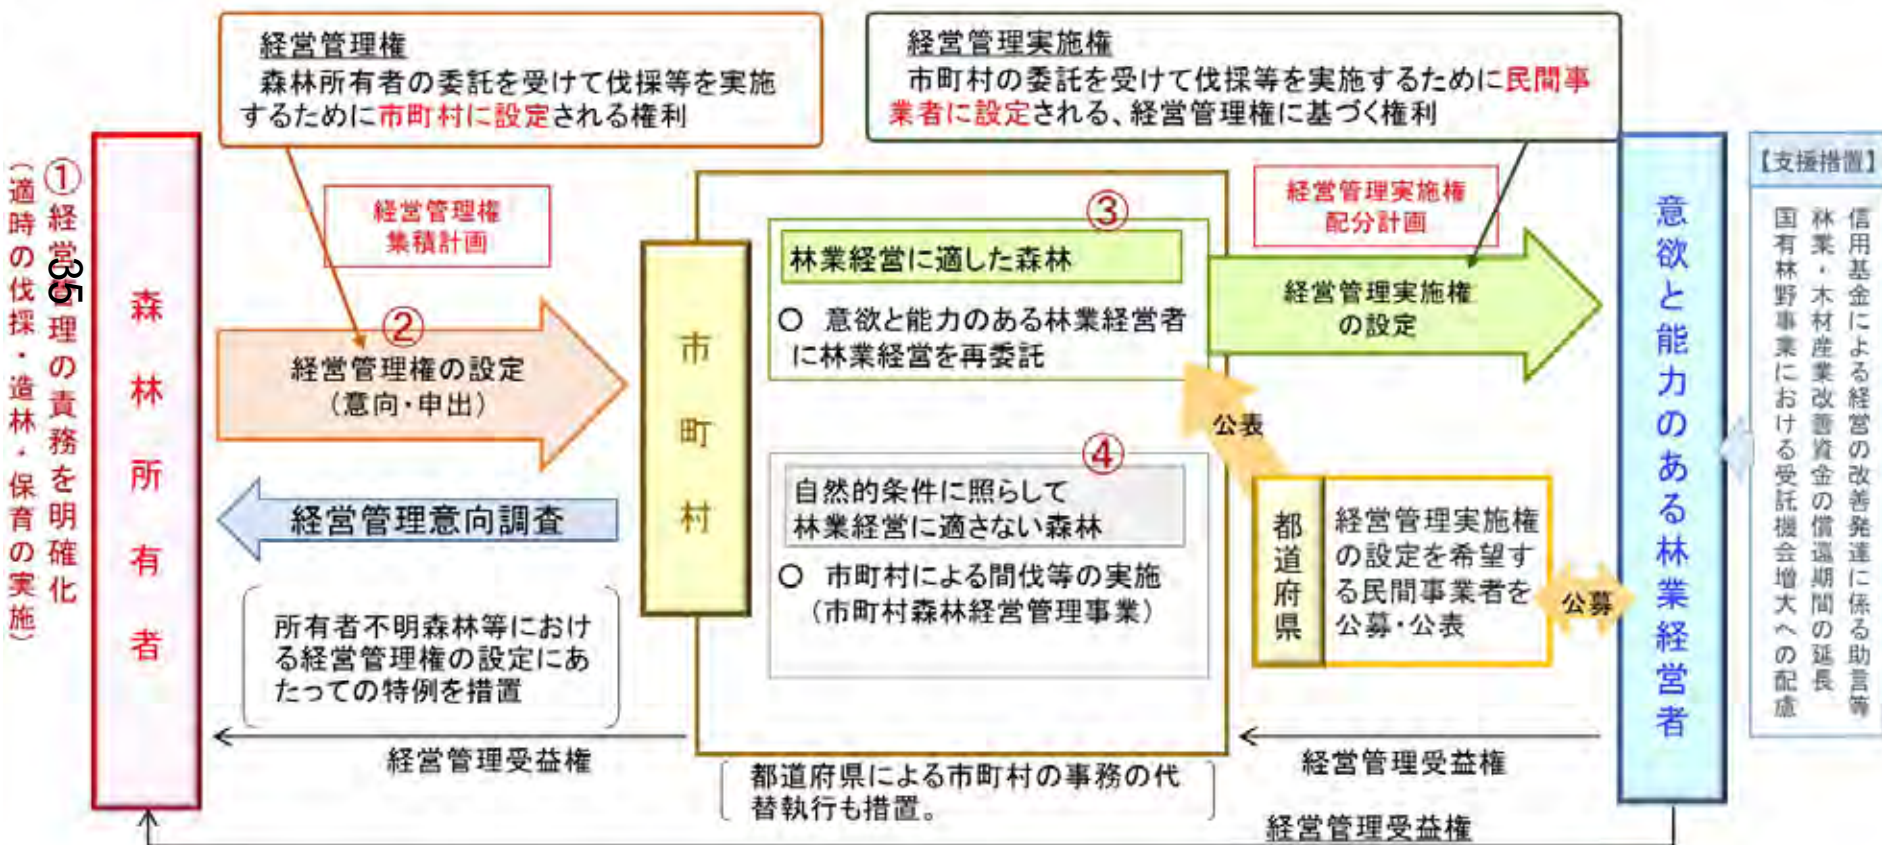 経営管理権
森林所有者の委託を受けて伐採等を実施
するために市町村に設定される権利
経営管理実施権
市町村の委託を受けて伐採等を実施するために民間事
業者に設定される、経営管理権に基づく権利
①経営管理の責務を明確化
（適時の伐採・造林・保育の実施）
35
森林所有者
経営管理権
集積計画
②
経営管理権の設定
（意向・申出）
経営管理意向調査
所有者不明森林等におけ
る経営管理権の設定にあ
たっての特例を措置
市町村
③
林業経営に適した森林
○ 意欲と能力のある林業経営者
に林業経営を再委託
④
自然的条件に照らして
林業経営に適さない森林
○ 市町村による間伐等の実施
（市町村森林経営管理事業）
経営管理実施権
配分計画
経営管理実施権
の設定
公表
都道府県
経営管理実施権
の設定を希望す
る民間事業者を
公募・公表
公募
意欲と能力のある林業経営者
【支援措置】
信用基金による経営の改善発達に係る助言等
林業・木材産業改善資金の償還期間の延長
国有林野事業における受託機会増大への配慮
経営管理受益権
経営管理受益権
都道府県による市町村の事務の代
替執行も措置。
経営管理受益権